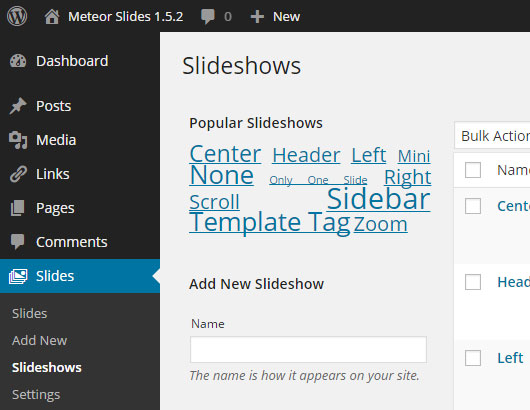 Meteor Slides 1.5.2 0 New
Dashboard
Posts
Media
Links
Pages
Comments
Slides
Slides
Add New
Slideshows
Settings
Slideshows
Popular Slideshows
Center Header Left Mini
None Only One Slide Right
Scroll Sidebar
Template Tag Zoom
Add New Slideshow
Name
The name is how it appears on your site.
Bulk Action
Name
Cente
Head
Left